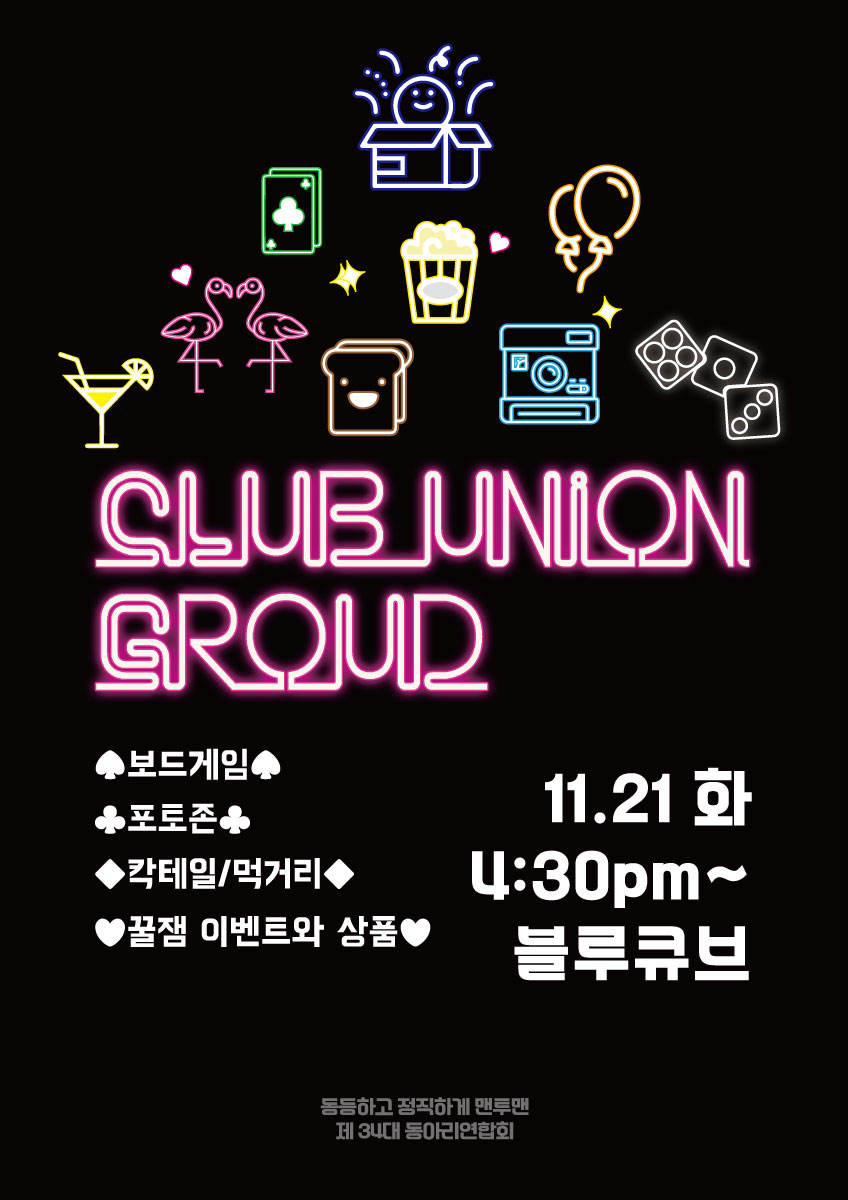 CLUB UNION
GROUP
♠보드게임♠
♣포토존♣
◆칵테일/먹거리◆
♥꿀잼 이벤트와 상품♥
11.21 화
4:30pm~
블루큐브
동등하고 정직하게 맨투맨
제 34대 동아리연합회